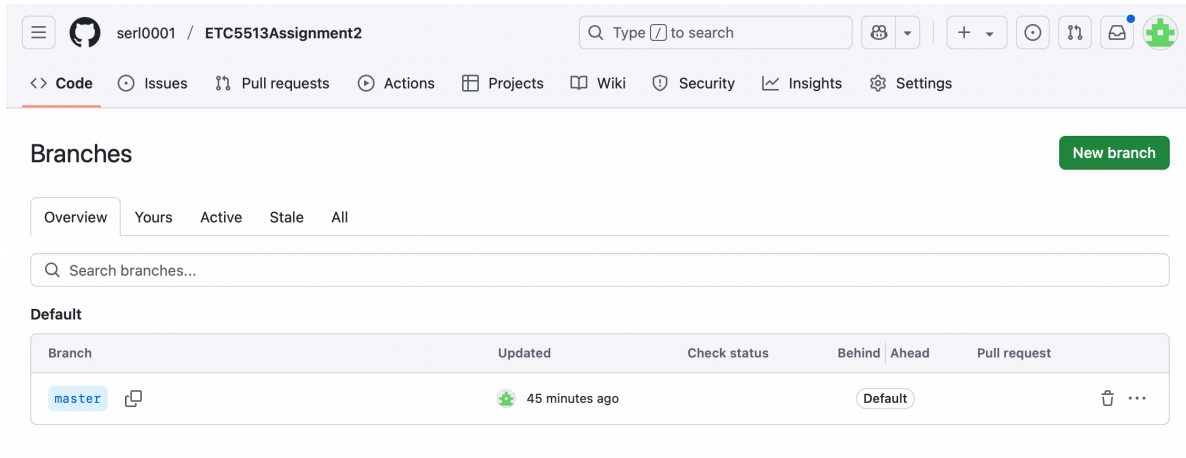 serl0001 / ETC5513Assignment2 Type / to search
Code Issues Pull requests Actions Projects Wiki Security Insights Settings
Branches
New branch
Overview Yours Active Stale All
Search branches...
Default
Branch Updated Check status Behind Ahead Pull request
master 45 minutes ago Default